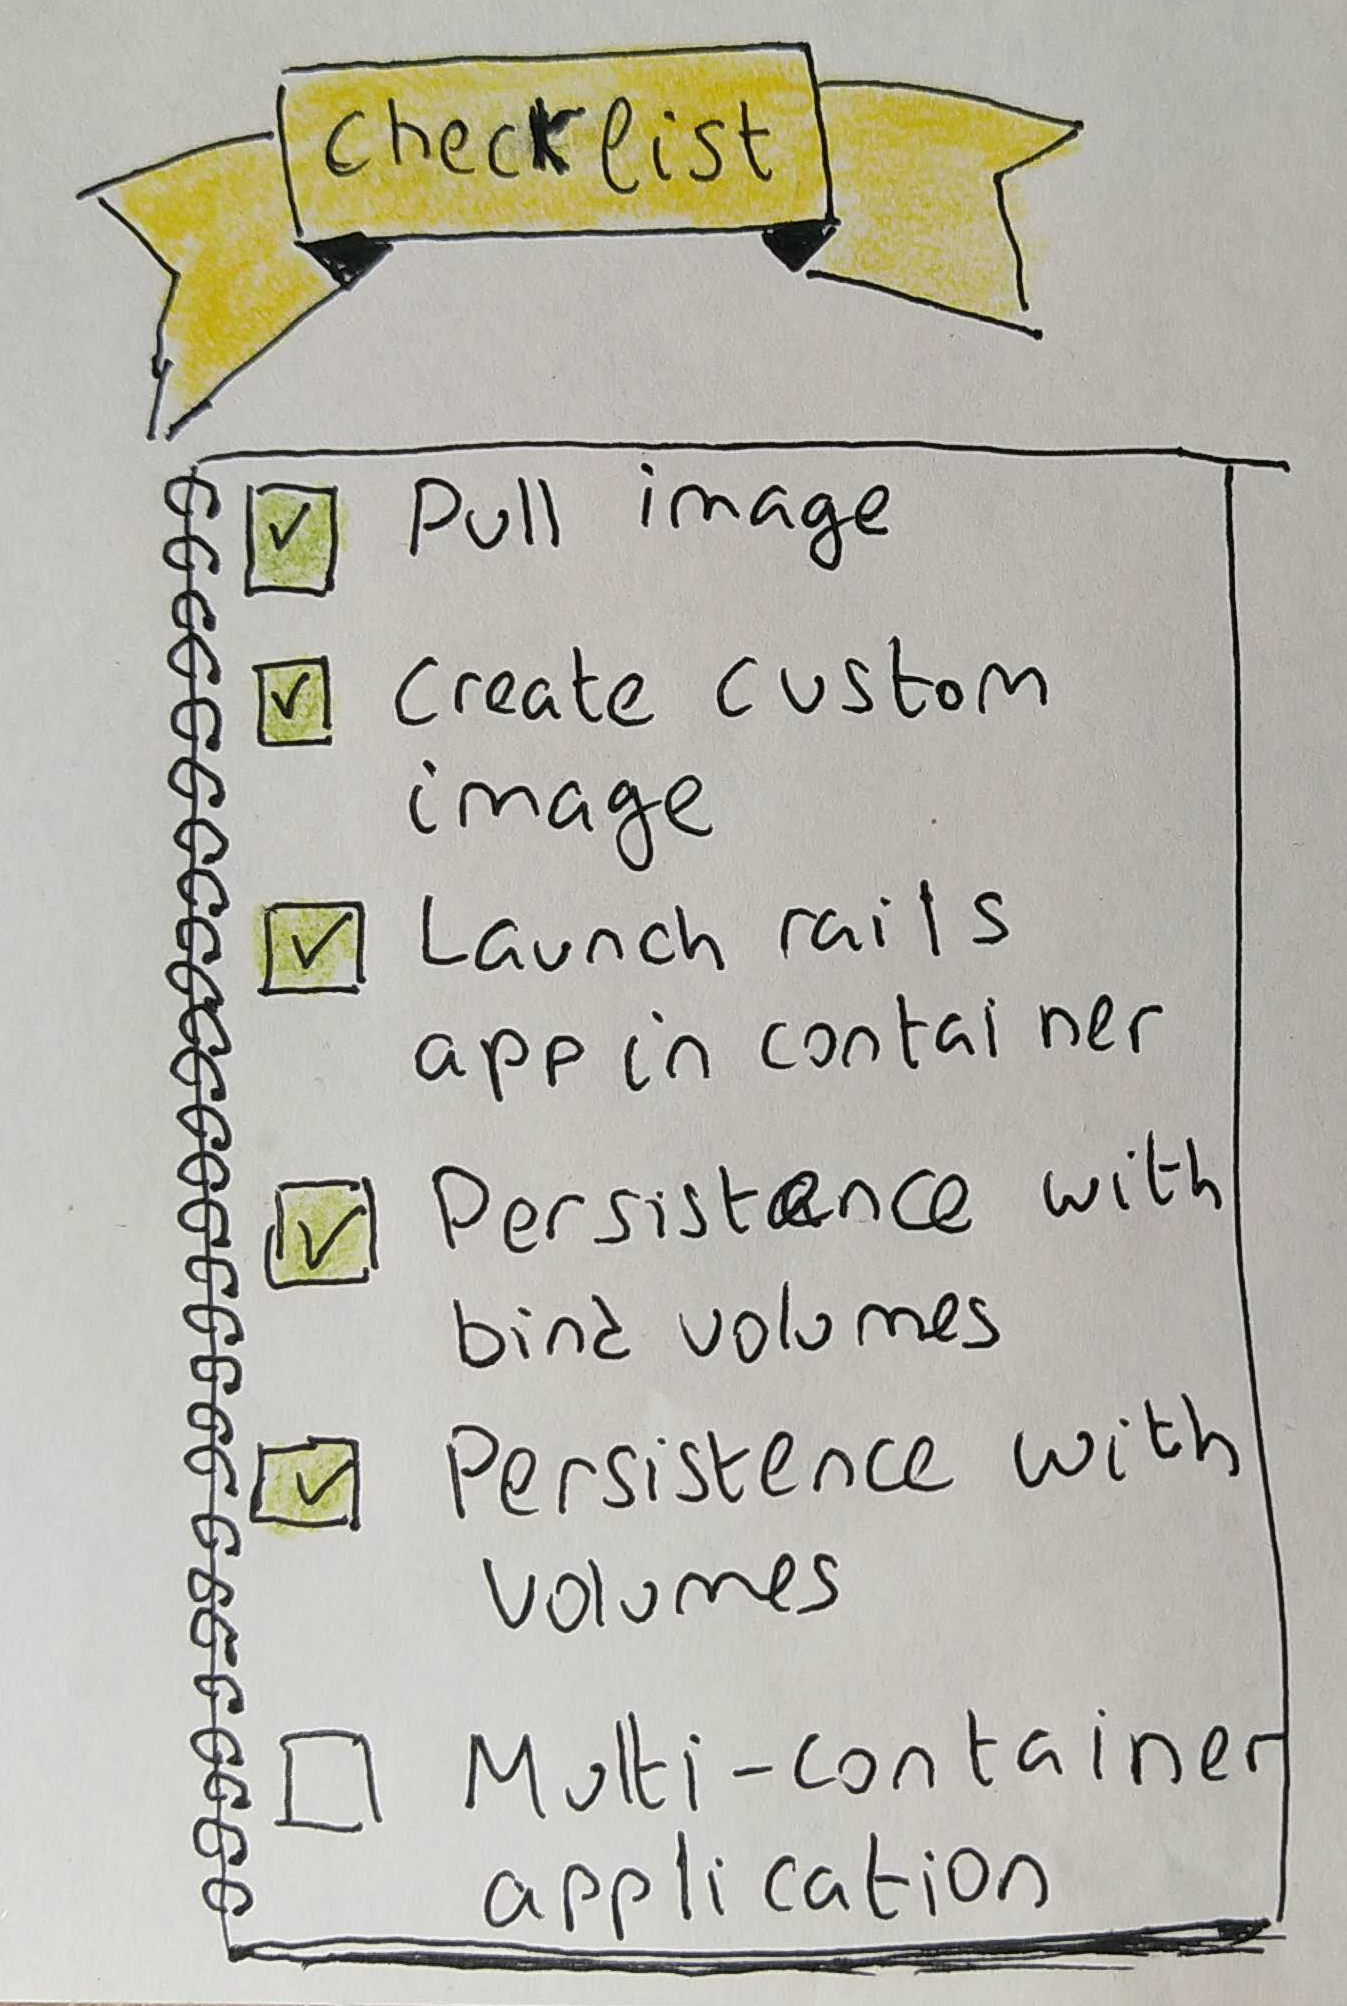 checklist
Pull image
Create custom
image
Launch rails
app in container
Persistence with
bind volumes
Persistence with
volumes
Multi-container
application